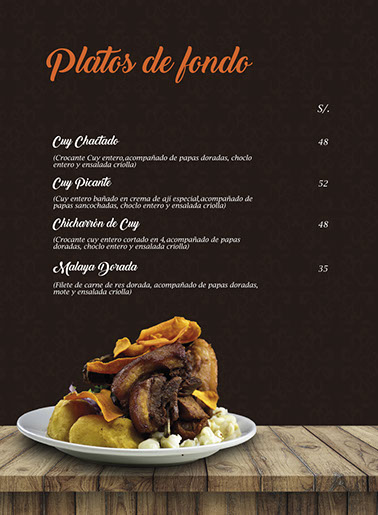 Platos de fondo
S/.
Cuy Chactado 48
(Crocante Cuy entero,acompañado de papas doradas, choclo
entero y ensalada criolla)
Cuy Picante 52
(Cuy entero bañado en crema de ají especial,acompañado de
papas sancochadas, choclo entero y ensalada criolla)
Chicharrón de Cuy 48
(Crocante cuy entero cortado en 4,acompañado de papas
doradas, choclo entero y ensalada criolla)
Malaya Dorada 35
(Filete de carne de res dorada, acompañado de papas doradas,
mote y ensalada criolla)